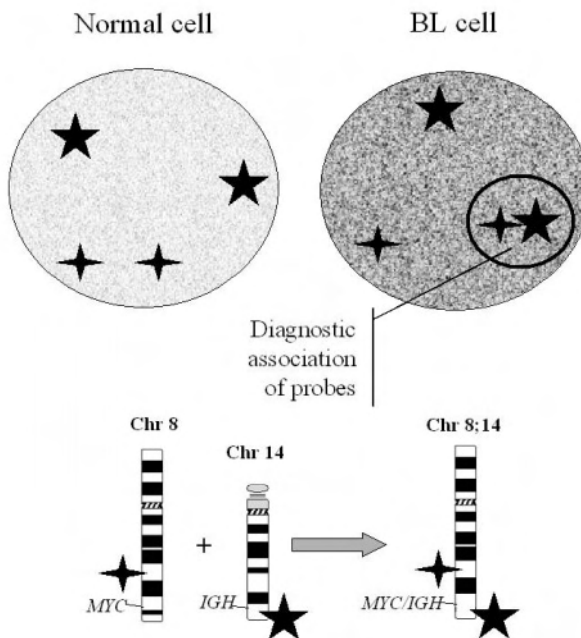 Normal cell
BL cell
Diagnostic
association
of probes
Chr 8
Chr 14
Chr 8;14
+
MYC
IGH
MYC/IGH